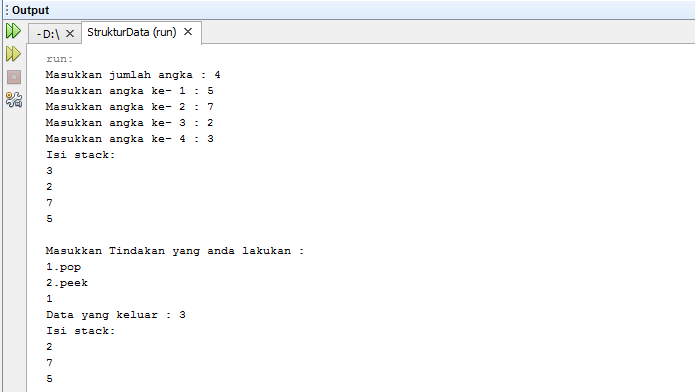 Output
- D:\ ×
StrukturData (run) ×
run:
Masukkan jumlah angka : 4
Masukkan angka ke- 1 : 5
Masukkan angka ke- 2 : 7
Masukkan angka ke- 3 : 2
Masukkan angka ke- 4 : 3
Isi stack:
3
2
7
5
Masukkan Tindakan yang anda lakukan :
1.pop
2.peek
1
Data yang keluar : 3
Isi stack:
2
7
5